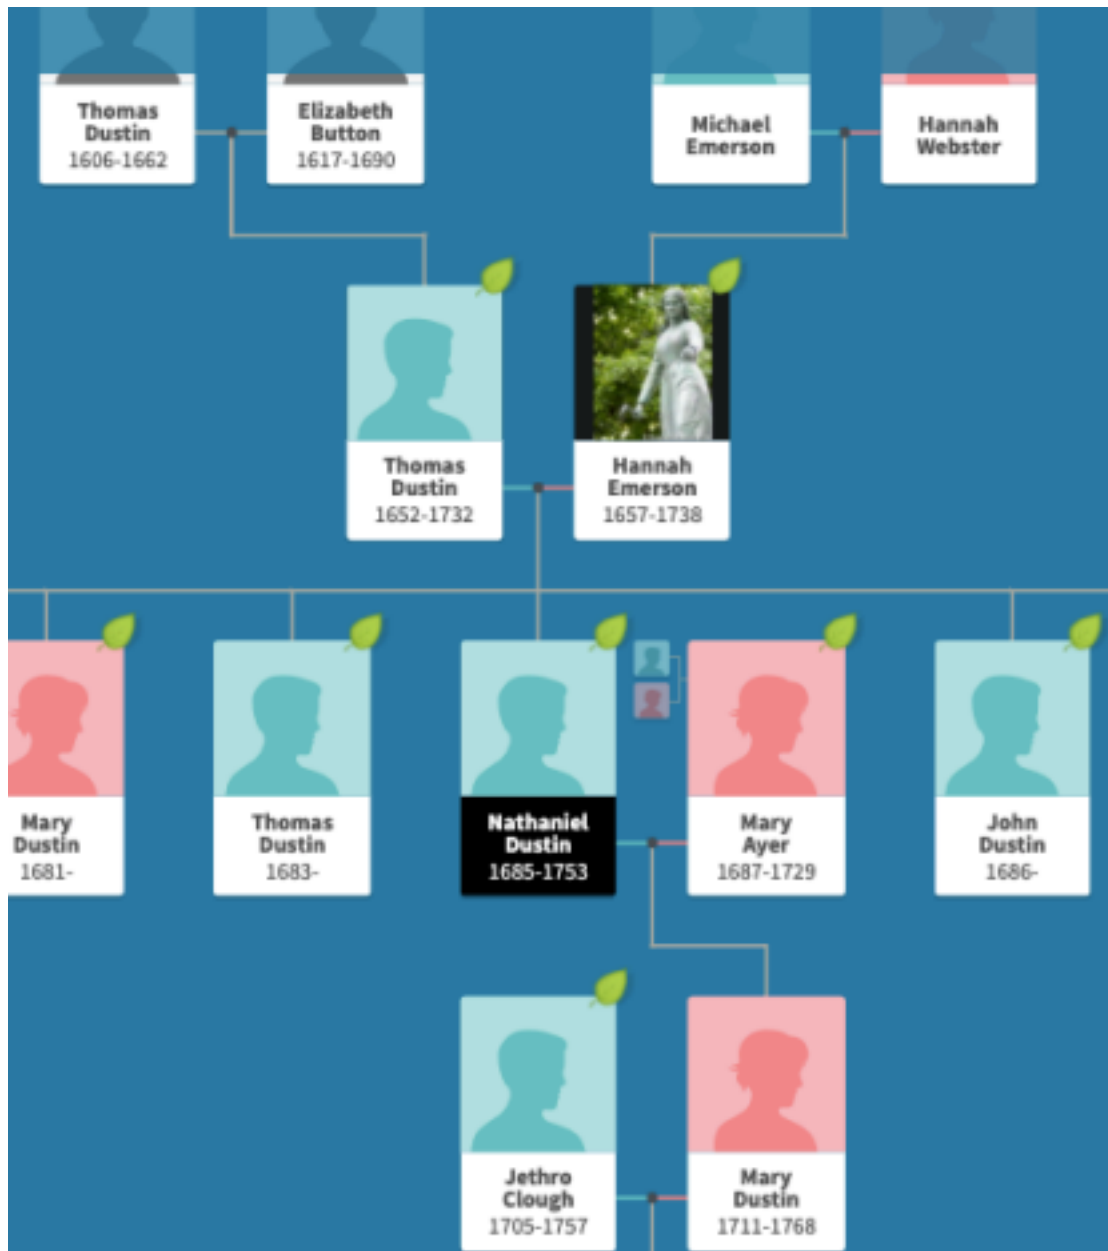 Thomas
Dustin
1606-1662
Elizabeth
Button
1617-1690
Michael
Emerson
Hannah
Webster
Thomas
Dustin
1652-1732
Hannah
Emerson
1657-1738
Mary
Dustin
1681-
Thomas
Dustin
1683-
Nathaniel
Dustin
1685-1753
Mary
Ayer
1687-1729
John
Dustin
1686-
Jethro
Clough
1705-1757
Mary
Dustin
1711-1768